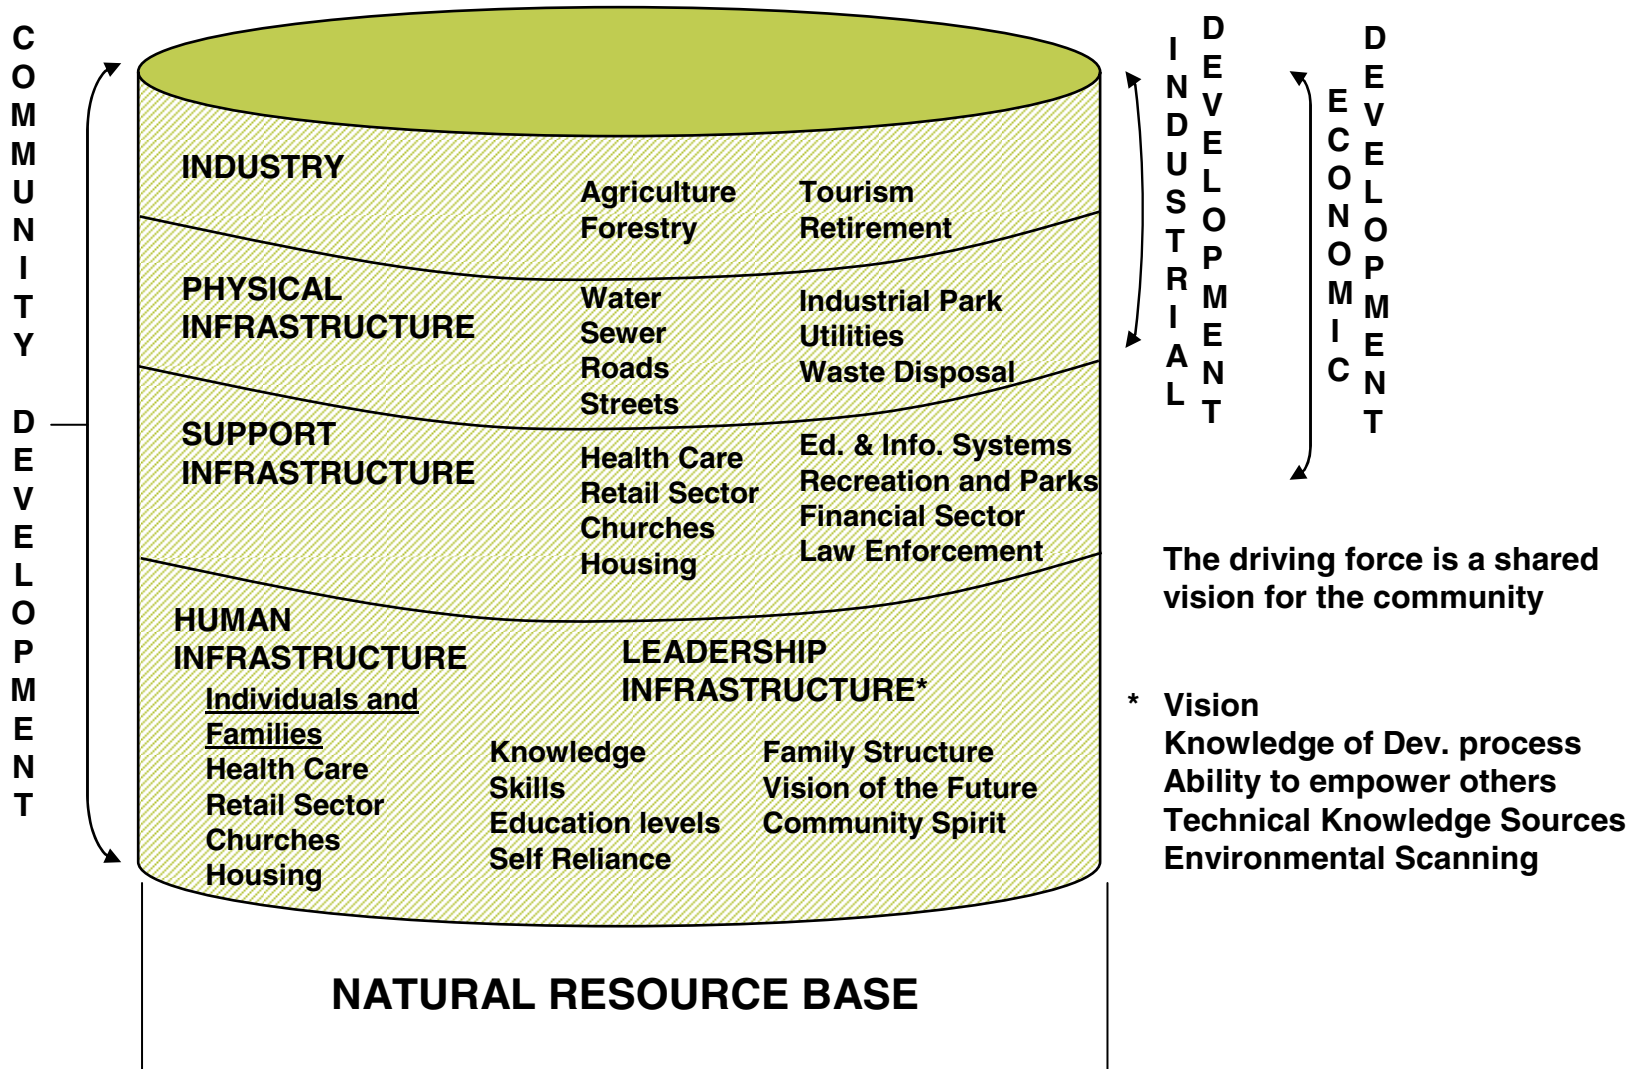 COMMUNITY DEVELOPMENT
INDUSTRY
Agriculture
Forestry
Tourism
Retirement
PHYSICAL
INFRASTRUCTURE
Water
Sewer
Roads
Streets
Industrial Park
Utilities
Waste Disposal
SUPPORT
INFRASTRUCTURE
Health Care
Retail Sector
Churches
Housing
Ed. & Info. Systems
Recreation and Parks
Financial Sector
Law Enforcement
HUMAN
INFRASTRUCTURE
Individuals and
Families
Health Care
Retail Sector
Churches
Housing
LEADERSHIP
INFRASTRUCTURE*
Knowledge
Skills
Education levels
Self Reliance
Family Structure
Vision of the Future
Community Spirit
NATURAL RESOURCE BASE
INDUSTRIAL
DEVELOPMENT
ECONOMIC
DEVELOPMENT
The driving force is a shared
vision for the community
* Vision
Knowledge of Dev. process
Ability to empower others
Technical Knowledge Sources
Environmental Scanning